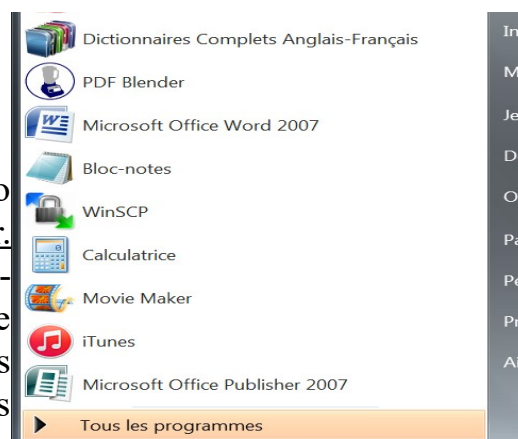 Dictionnaires Complets Anglais-Français
PDF Blender
Microsoft Office Word 2007
Bloc-notes
WinSCP
Calculatrice
Movie Maker
iTunes
Microsoft Office Publisher 2007
Tous les programmes